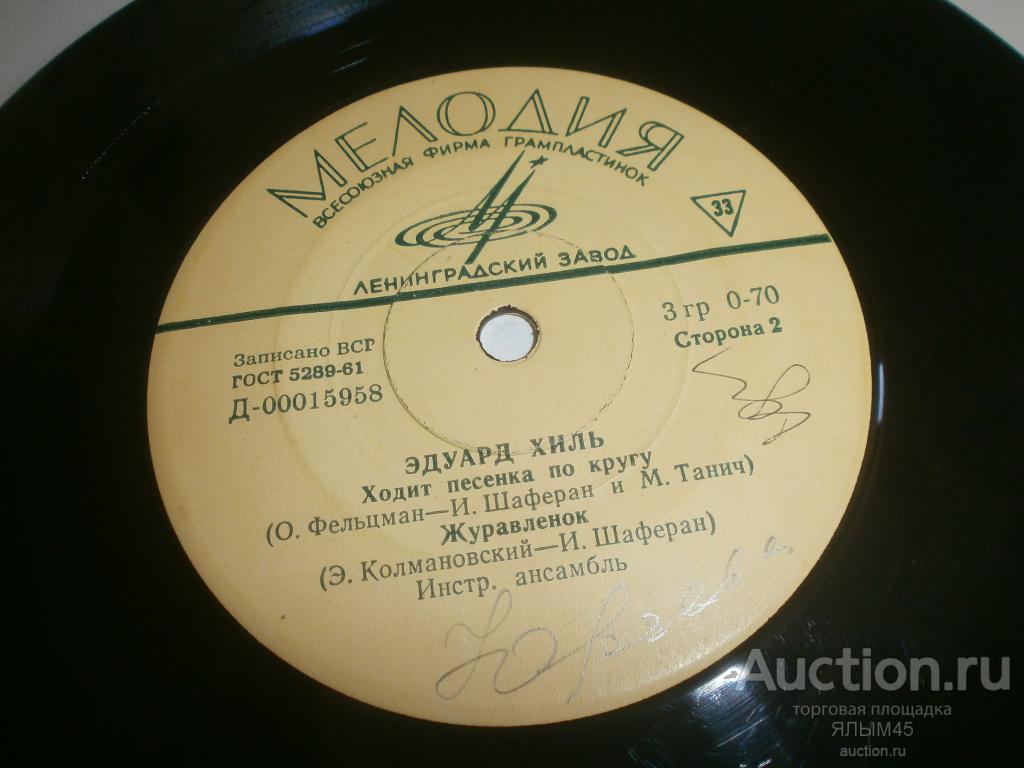 МЕЛОДИЯ
ВСЕСОЮЗНАЯ ФИРМА ГРАМПЛАСТИНОК
33
ЛЕНИНГРАДСКИЙ ЗАВОД
3 гр 0-70
Сторона 2
Записано ВСГ
ГОСТ 5289-61
Д-00015958
ЭДУАРД ХИЛЬ
Ходит песенка по кругу
(О. Фельцман—И. Шаферан и М. Танич)
Журавленок
(Э. Колмановский—И. Шаферан)
Инстр. ансамбль
Auction.ru
торговая площадка
ЯЛЫМ45
auction.ru